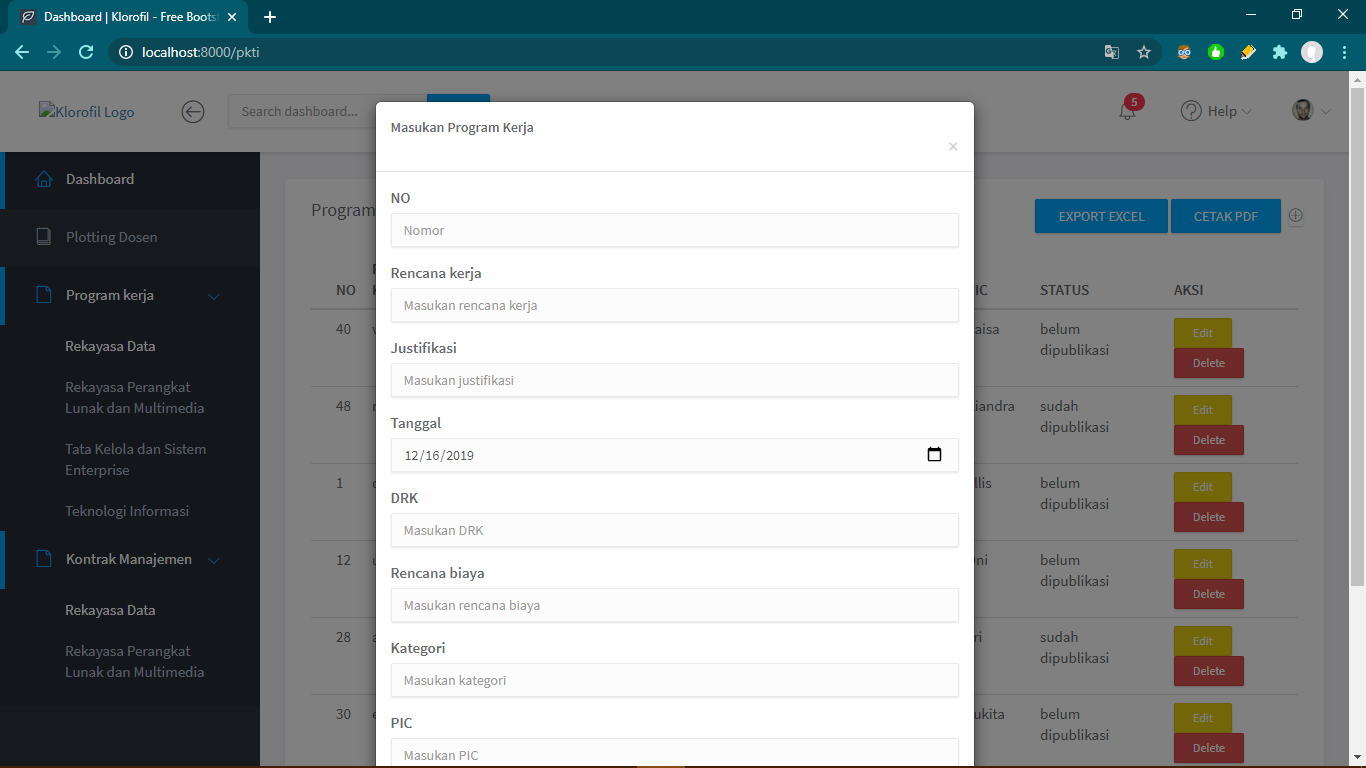 Dashboard | Klorofil - Free Boots
localhost:8000/pkti
Klorofil Logo
Search dashboard...
5
Help
Dashboard
Plotting Dosen
Program kerja
Rekayasa Data
Rekayasa Perangkat
Lunak dan Multimedia
Tata Kelola dan Sistem
Enterprise
Teknologi Informasi
Kontrak Manajemen
Rekayasa Data
Rekayasa Perangkat
Lunak dan Multimedia
Masukan Program Kerja
×
NO
Nomor
Rencana kerja
Masukan rencana kerja
Justifikasi
Masukan justifikasi
Tanggal
12/16/2019
DRK
Masukan DRK
Rencana biaya
Masukan rencana biaya
Kategori
Masukan kategori
PIC
Masukan PIC
Program
EXPORT EXCEL
CETAK PDF
NO
STATUS
AKSI
40
belum
dipublikasi
Edit
Delete
48
sudah
dipublikasi
Edit
Delete
1
belum
dipublikasi
Edit
Delete
12
belum
dipublikasi
Edit
Delete
28
sudah
dipublikasi
Edit
Delete
30
belum
dipublikasi
Edit
Delete